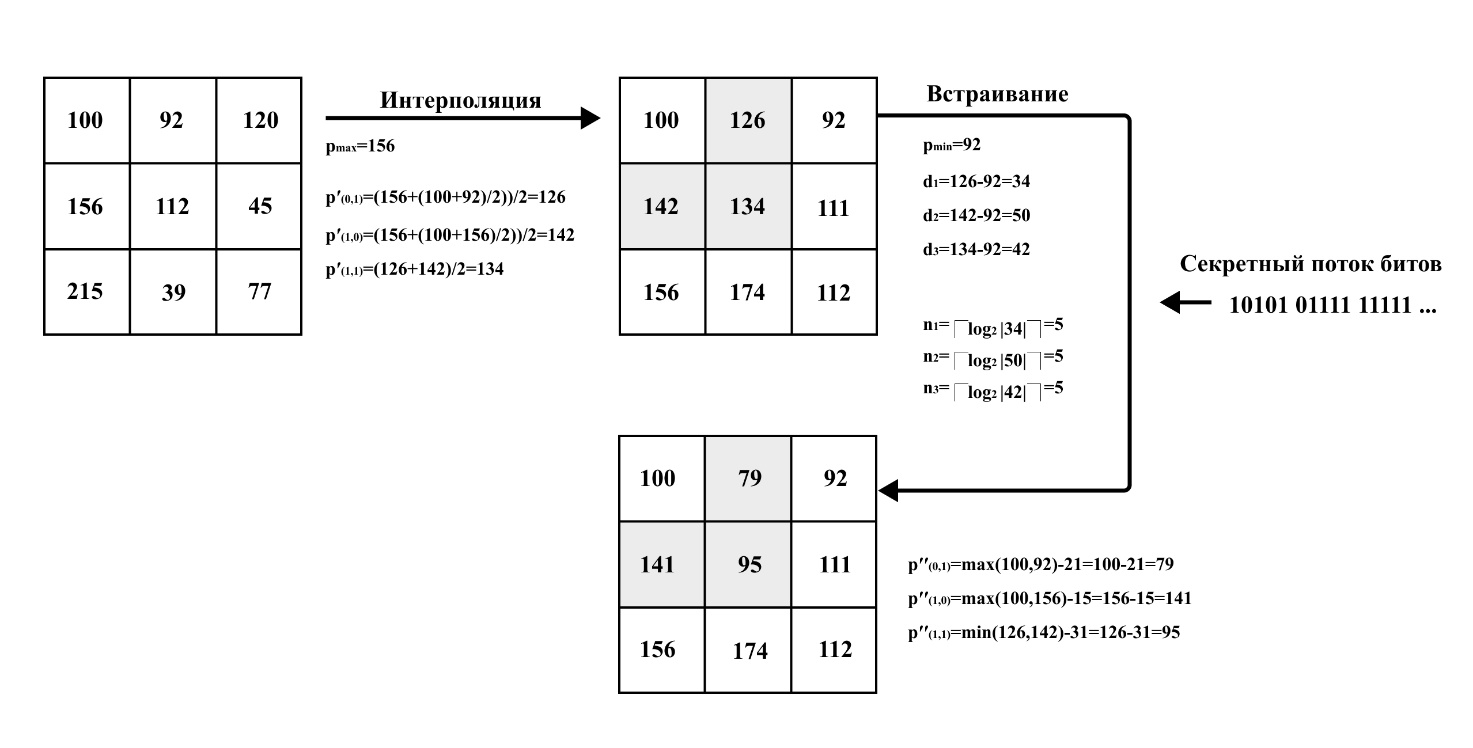 100 92 120
156 112 45
215 39 77
Интерполяция
pmax=156
p′(0,1)=(156+(100+92)/2))/2=126
p′(1,0)=(156+(100+156)/2))/2=142
p′(1,1)=(126+142)/2=134
100 126 92
142 134 111
156 174 112
Встраивание
pmin=92
d1=126-92=34
d2=142-92=50
d3=134-92=42
n1=⌈log2 |34|⌉=5
n2=⌈log2 |50|⌉=5
n3=⌈log2 |42|⌉=5
Секретный поток битов
10101 01111 11111 ...
100 79 92
141 95 111
156 174 112
p′′(0,1)=max(100,92)-21=100-21=79
p′′(1,0)=max(100,156)-15=156-15=141
p′′(1,1)=min(126,142)-31=126-31=95